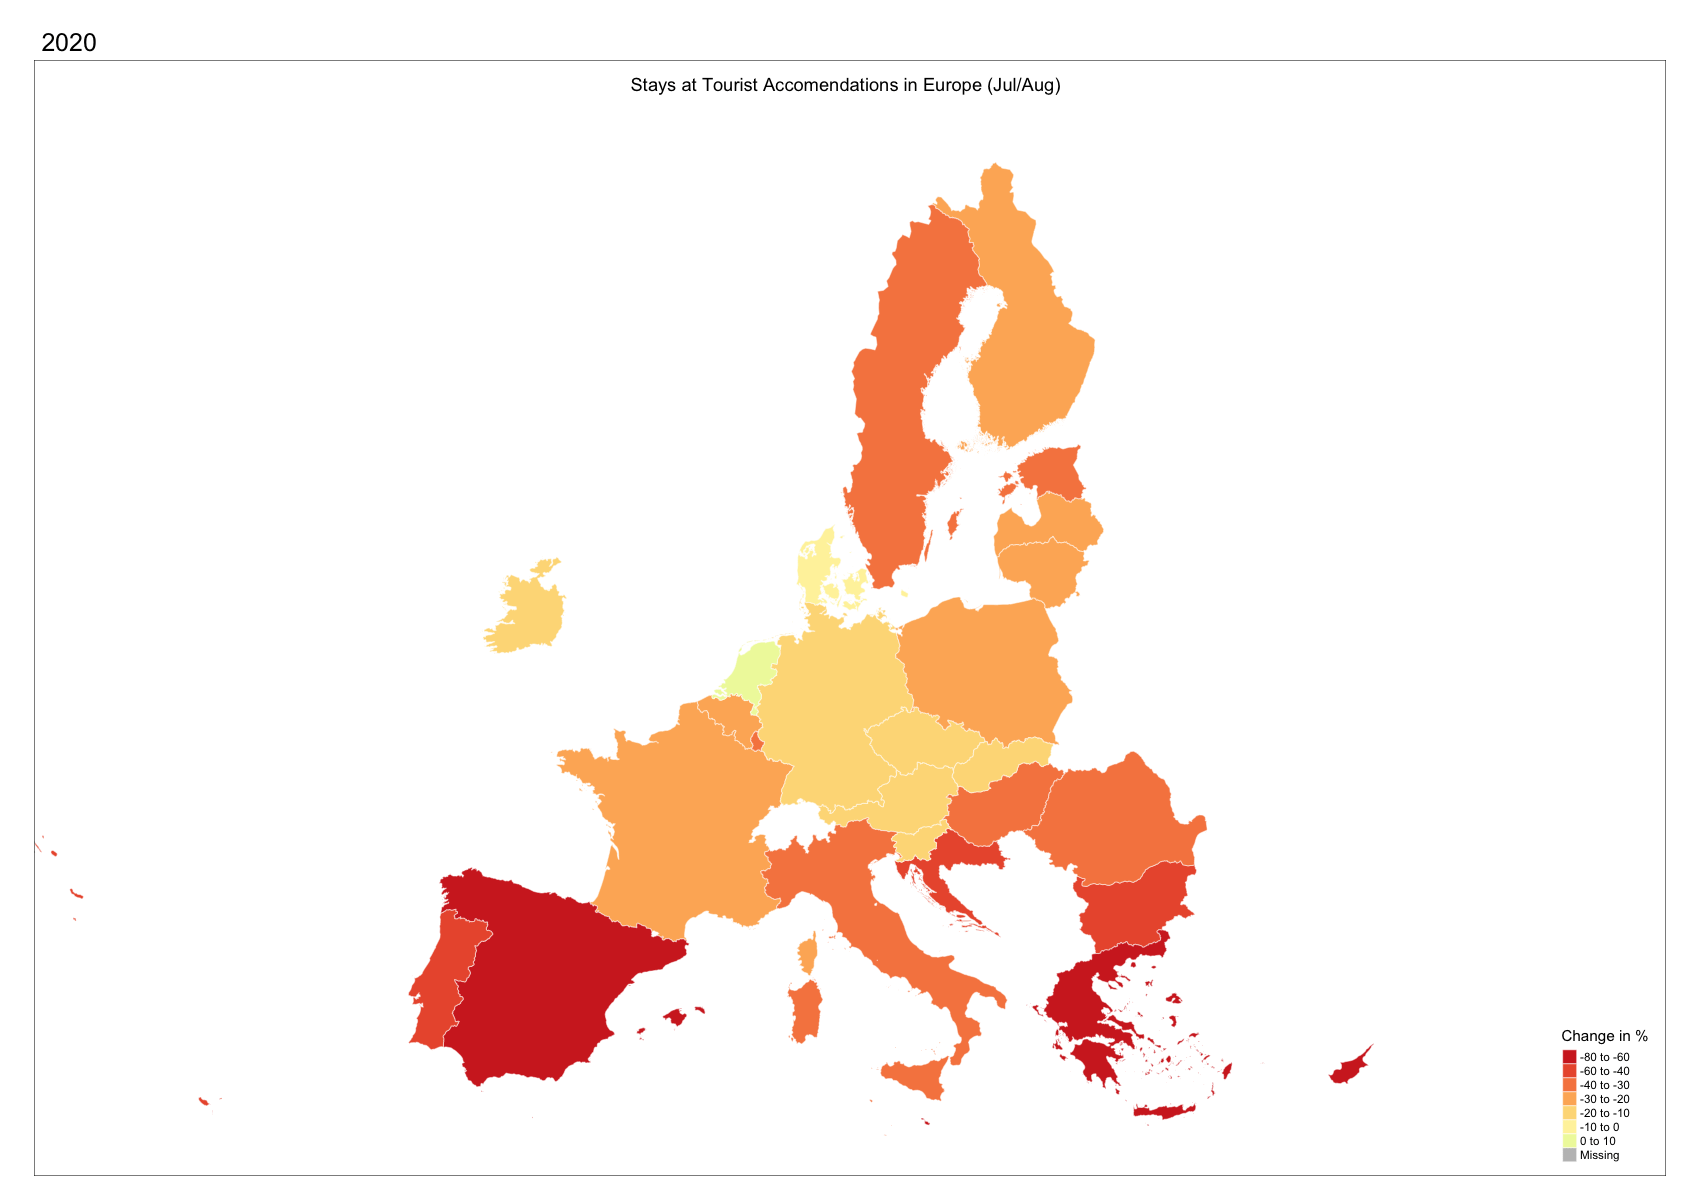 2020
Stays at Tourist Accomendations in Europe (Jul/Aug)
Change in %
-80 to -60
-60 to -40
-40 to -30
-30 to -20
-20 to -10
-10 to 0
0 to 10
Missing